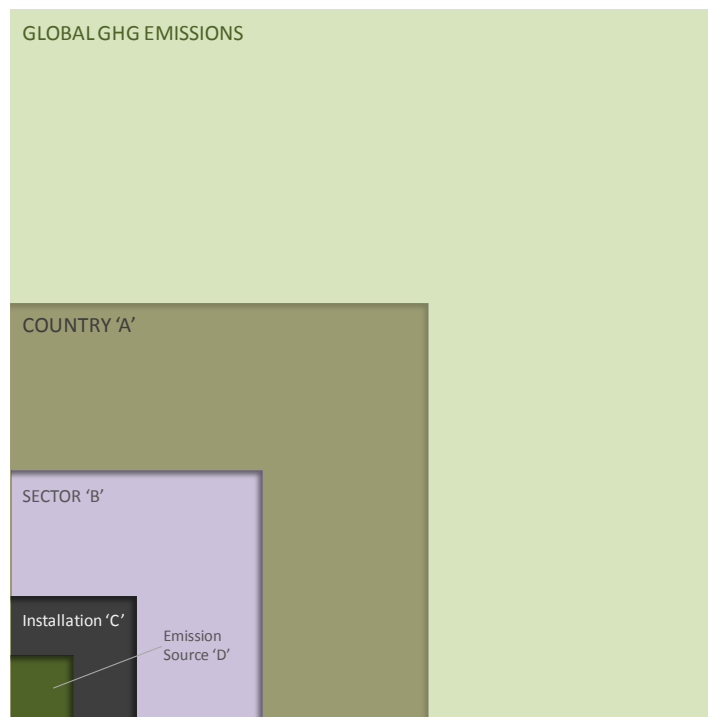 GLOBAL GHG EMISSIONS
COUNTRY ‘A’
SECTOR ‘B’
Installation ‘C’
Emission
Source ‘D’